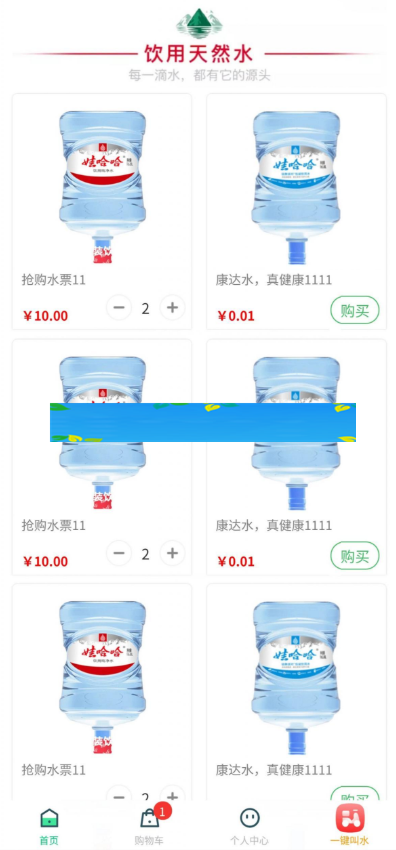 饮用天然水
每一滴水，都有它的源头
娃哈哈
娃哈哈
抢购水票11
康达水，真健康1111
￥10.00
2
￥0.01
购买
抢购水票11
康达水，真健康1111
￥10.00
2
￥0.01
购买
娃哈哈
娃哈哈
抢购水票11
康达水，真健康1111
2
购买
1
首页
购物车
个人中心
一键叫水